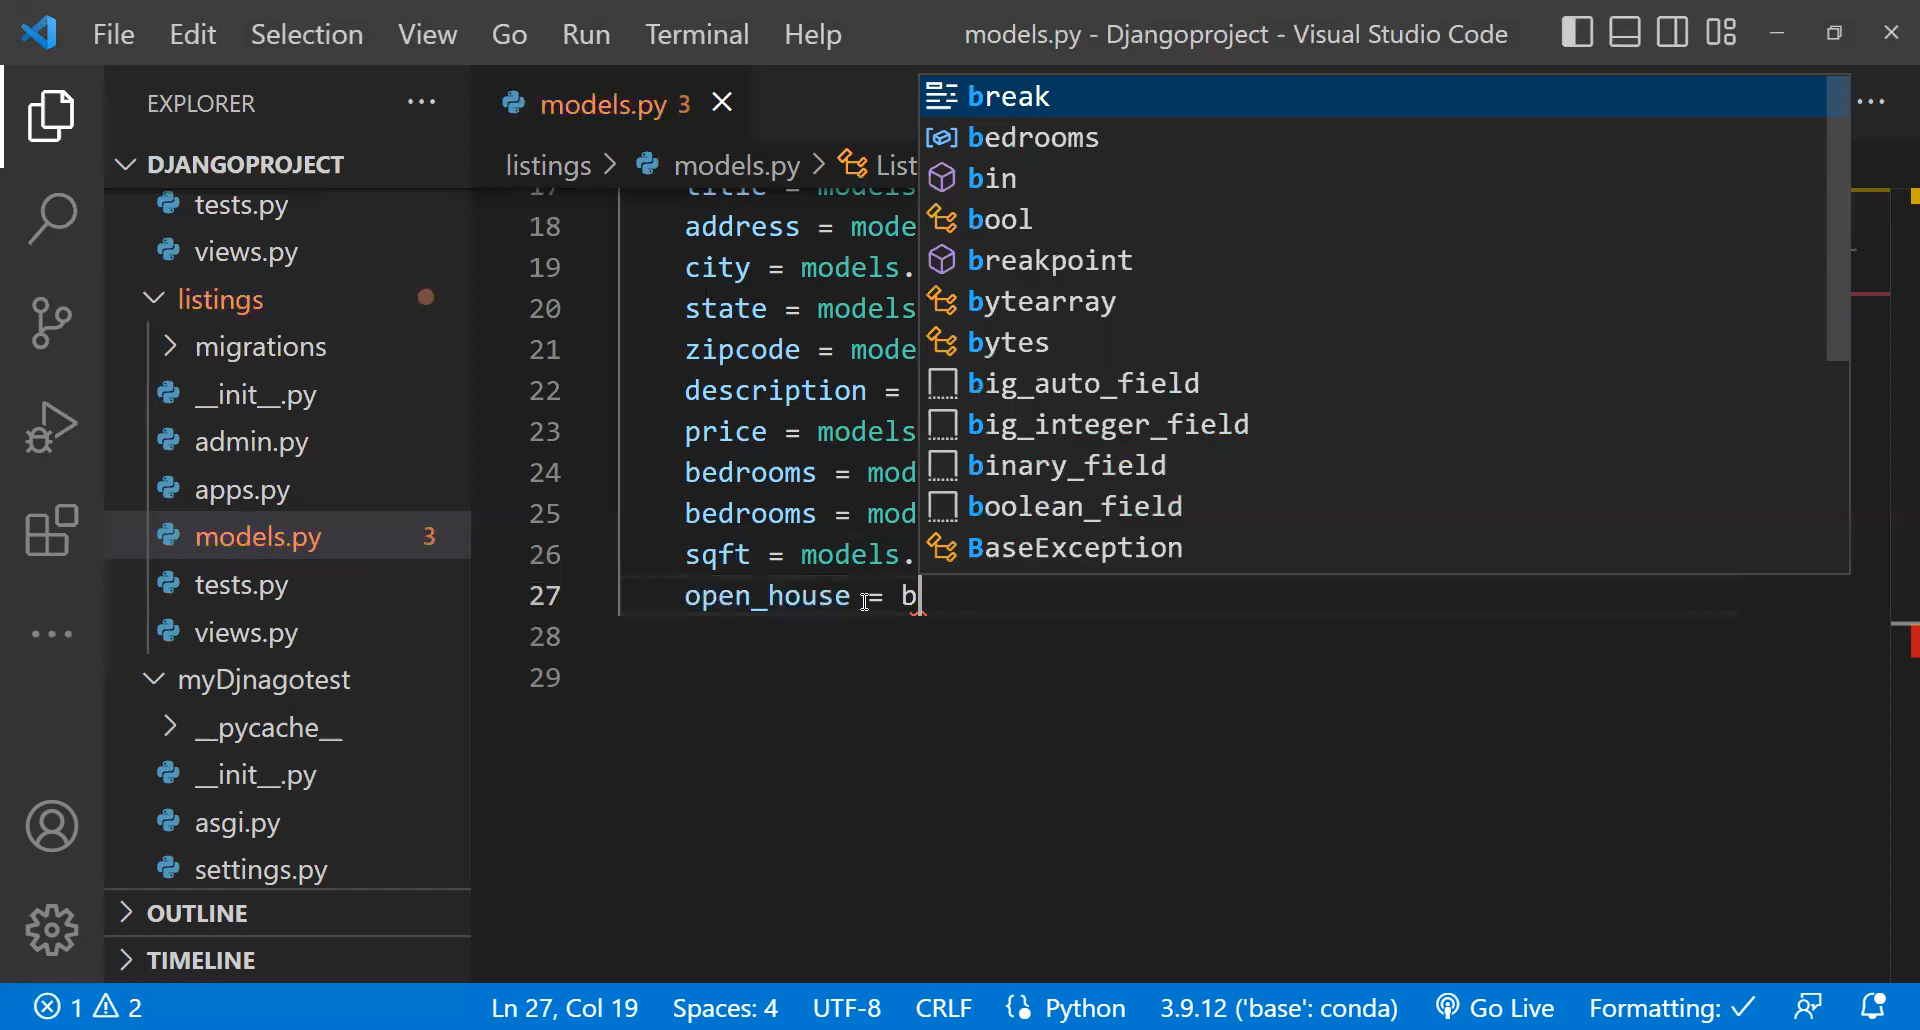 File Edit Selection View Go Run Terminal Help models.py - Djangoproject - Visual Studio Code
EXPLORER
DJANGOPROJECT
tests.py
views.py
listings
migrations
__init__.py
admin.py
apps.py
models.py 3
tests.py
views.py
myDjnagotest
__pycache__
__init__.py
asgi.py
settings.py
OUTLINE
TIMELINE
models.py 3
listings > models.py > List
17 title = models
18 address = mode
19 city = models.
20 state = models
21 zipcode = mode
22 description =
23 price = models
24 bedrooms = mod
25 bedrooms = mod
26 sqft = models.
27 open_house = b
28
29
break
bedrooms
bin
bool
breakpoint
bytearray
bytes
big_auto_field
big_integer_field
binary_field
boolean_field
BaseException
1 2 Ln 27, Col 19 Spaces: 4 UTF-8 CRLF Python 3.9.12 ('base': conda) Go Live Formatting: ✓